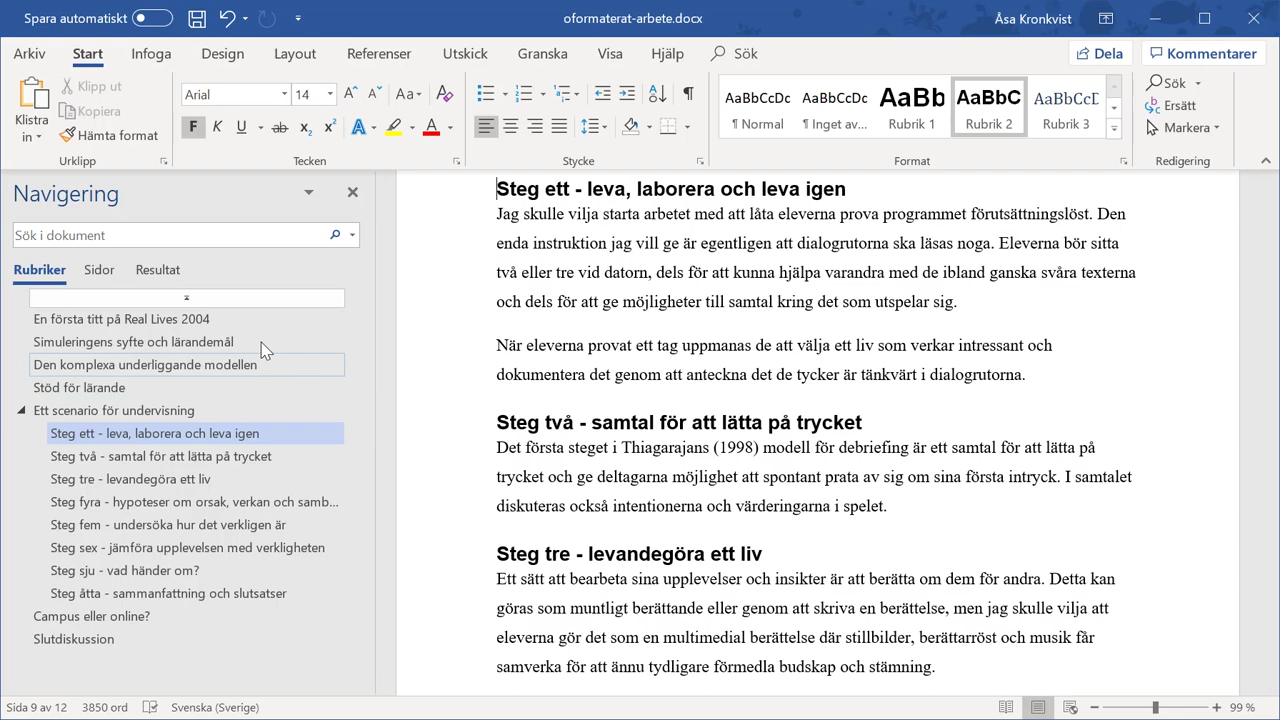 Spara automatiskt
oformaterat-arbete.docx
Åsa Kronkvist
Arkiv Start Infoga Design Layout Referenser Utskick Granska Visa Hjälp Sök
Dela Kommentarer
Klistra in
Klipp ut
Kopiera
Hämta format
Urklipp
Arial 14
Aa
F K U ab x₂ x² A A
Tecken
Stycke
AaBbCcDc AaBbCcDc AaBb AaBbC AaBbCcD
¶ Normal ¶ Inget av... Rubrik 1 Rubrik 2 Rubrik 3
Format
Sök
Ersätt
Markera
Redigering
Navigering
Sök i dokument
Rubriker Sidor Resultat
En första titt på Real Lives 2004
Simuleringens syfte och lärandemål
Den komplexa underliggande modellen
Stöd för lärande
Ett scenario för undervisning
Steg ett - leva, laborera och leva igen
Steg två - samtal för att lätta på trycket
Steg tre - levandegöra ett liv
Steg fyra - hypoteser om orsak, verkan och samb...
Steg fem - undersöka hur det verkligen är
Steg sex - jämföra upplevelsen med verkligheten
Steg sju - vad händer om?
Steg åtta - sammanfattning och slutsatser
Campus eller online?
Slutdiskussion
Steg ett - leva, laborera och leva igen
Jag skulle vilja starta arbetet med att låta eleverna prova programmet förutsättningslöst. Den
enda instruktion jag vill ge är egentligen att dialogrutorna ska läsas noga. Eleverna bör sitta
två eller tre vid datorn, dels för att kunna hjälpa varandra med de ibland ganska svåra texterna
och dels för att ge möjligheter till samtal kring det som utspelar sig.
När eleverna provat ett tag uppmanas de att välja ett liv som verkar intressant och
dokumentera det genom att anteckna det de tycker är tänkvärt i dialogrutorna.
Steg två - samtal för att lätta på trycket
Det första steget i Thiagarajans (1998) modell för debriefing är ett samtal för att lätta på
trycket och ge deltagarna möjlighet att spontant prata av sig om sina första intryck. I samtalet
diskuteras också intentionerna och värderingarna i spelet.
Steg tre - levandegöra ett liv
Ett sätt att bearbeta sina upplevelser och insikter är att berätta om dem för andra. Detta kan
göras som muntligt berättande eller genom att skriva en berättelse, men jag skulle vilja att
eleverna gör det som en multimedial berättelse där stillbilder, berättarröst och musik får
samverka för att ännu tydligare förmedla budskap och stämning.
Sida 9 av 12 3850 ord Svenska (Sverige) 99 %